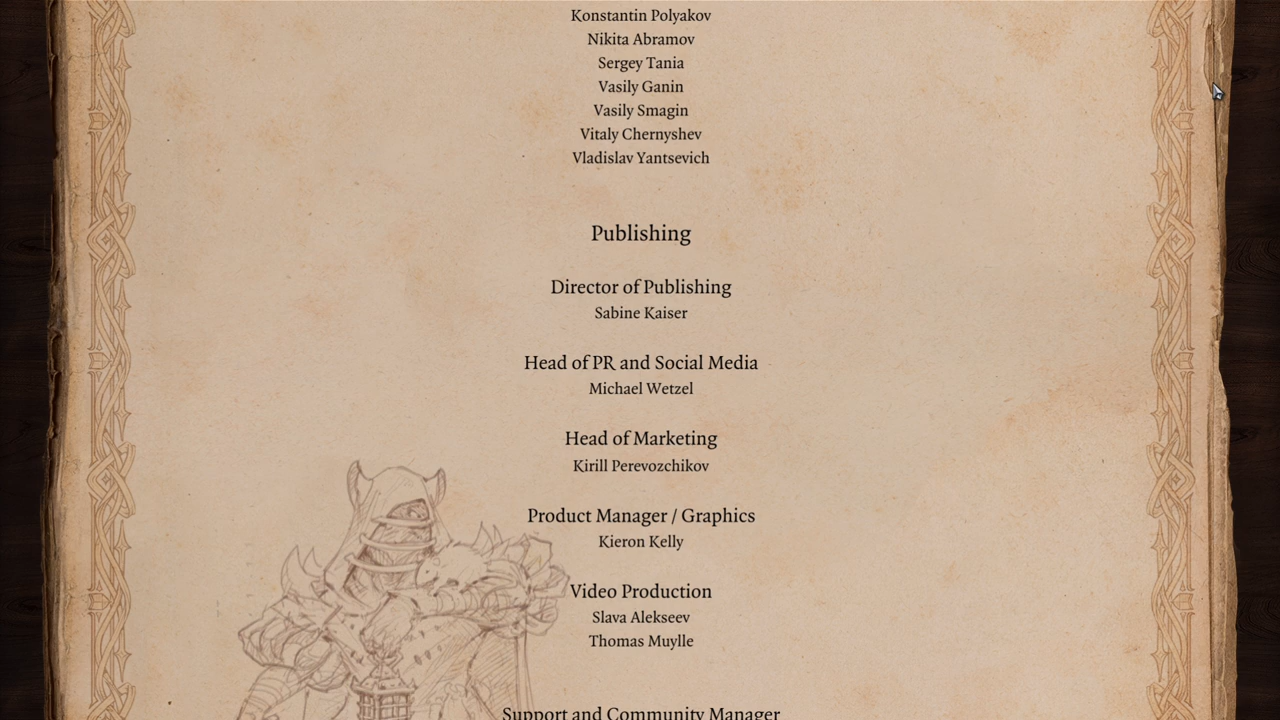 Konstantin Polyakov
Nikita Abramov
Sergey Tania
Vasily Ganin
Vasily Smagin
Vitaly Chernyshev
Vladislav Yantsevich
Publishing
Director of Publishing
Sabine Kaiser
Head of PR and Social Media
Michael Wetzel
Head of Marketing
Kirill Perevozchikov
Product Manager / Graphics
Kieron Kelly
Video Production
Slava Alekseev
Thomas Muylle
Support and Community Manager